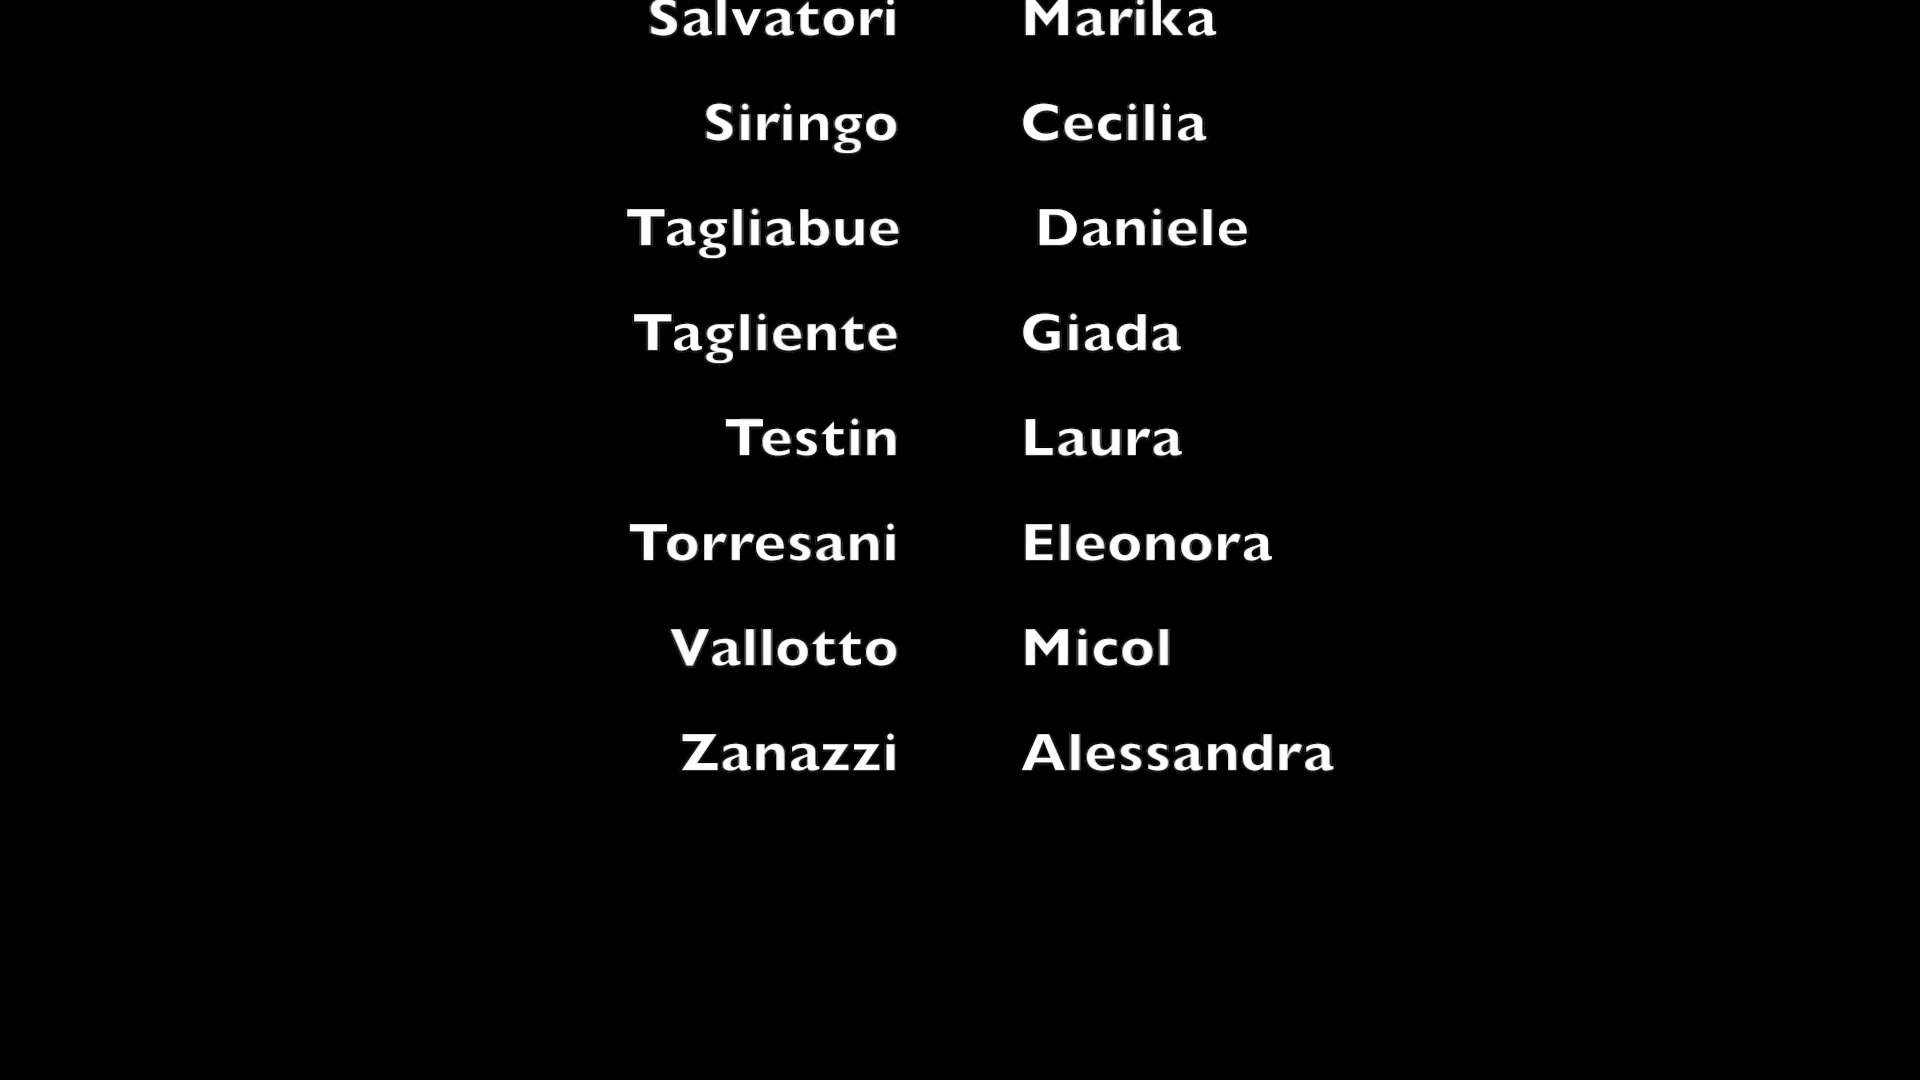 Salvatori Marika
Siringo Cecilia
Tagliabue Daniele
Tagliente Giada
Testin Laura
Torresani Eleonora
Vallotto Micol
Zanazzi Alessandra